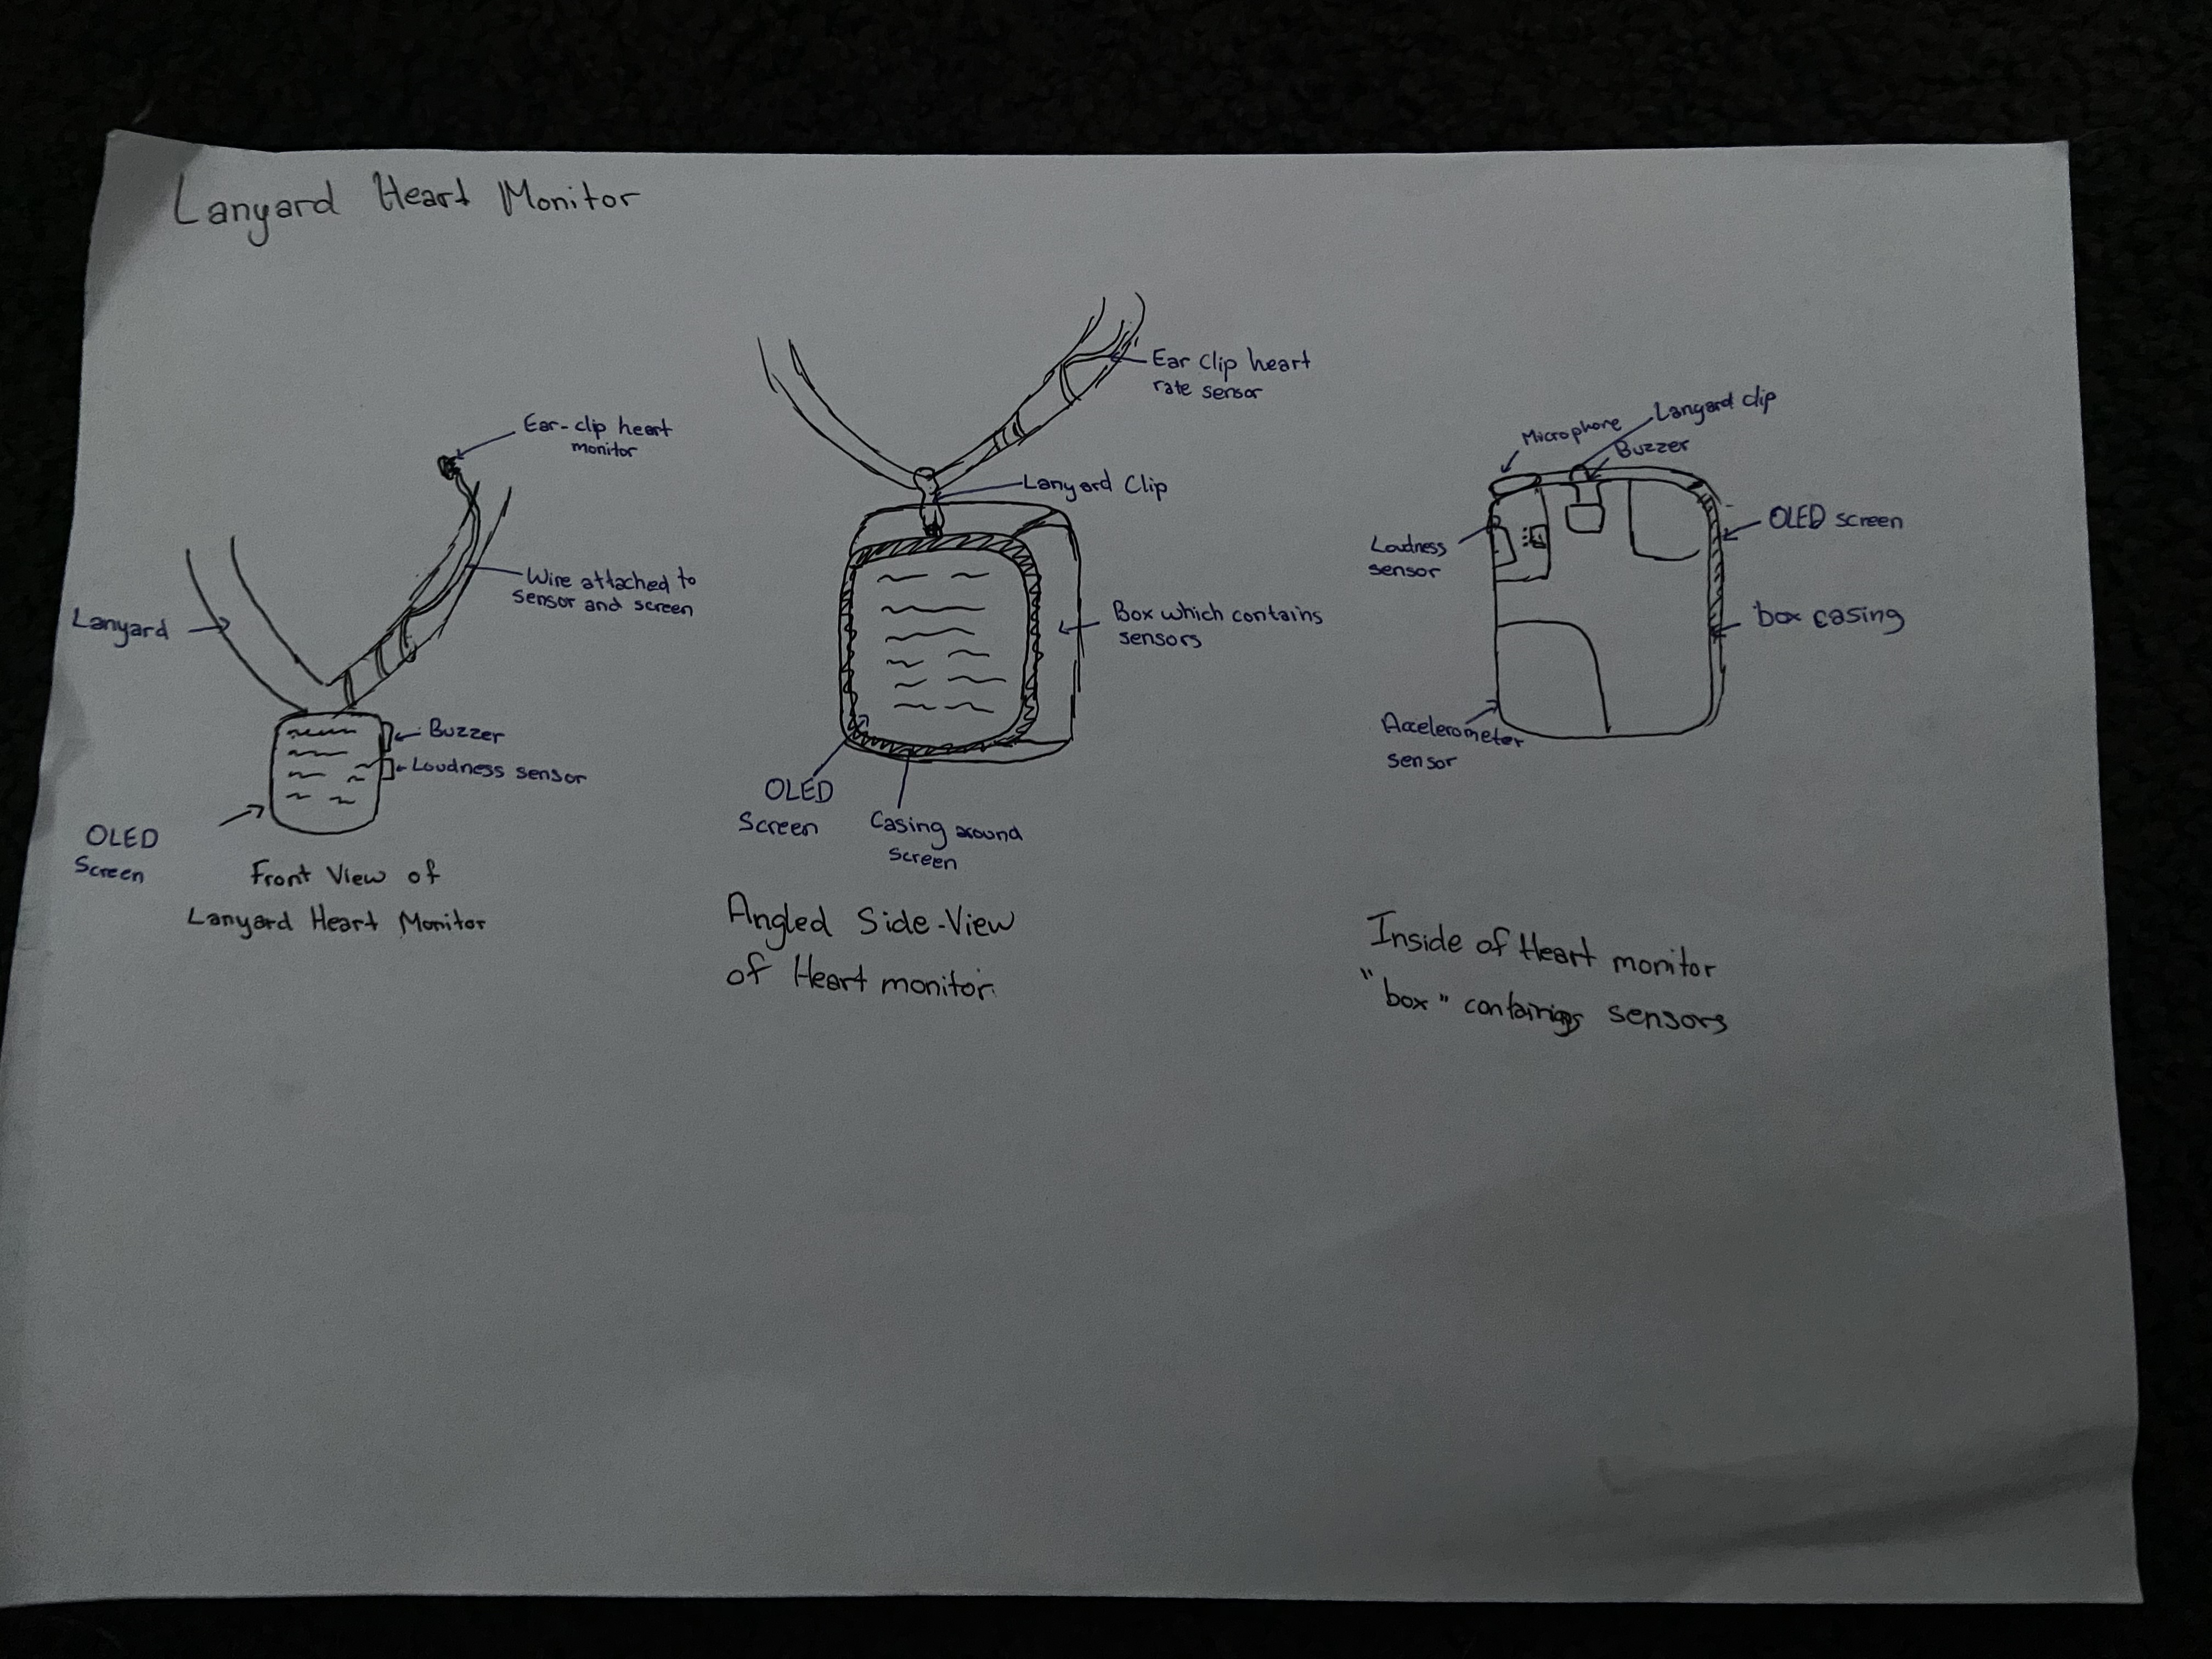 Lanyard Heart Monitor
Ear-clip heart
monitor
Lanyard
Wire attached to
sensor and screen
Buzzer
Loudness sensor
OLED
Screen
Front View of
Lanyard Heart Monitor
Ear Clip heart
rate sensor
Lanyard Clip
Box which contains
sensors
OLED
Screen
Casing around
screen
Angled Side-View
of Heart monitor.
Lanyard clip
Microphone
Buzzer
Loudness
sensor
OLED screen
box casing
Accelerometer
sensor
Inside of Heart monitor
"box" containing sensors